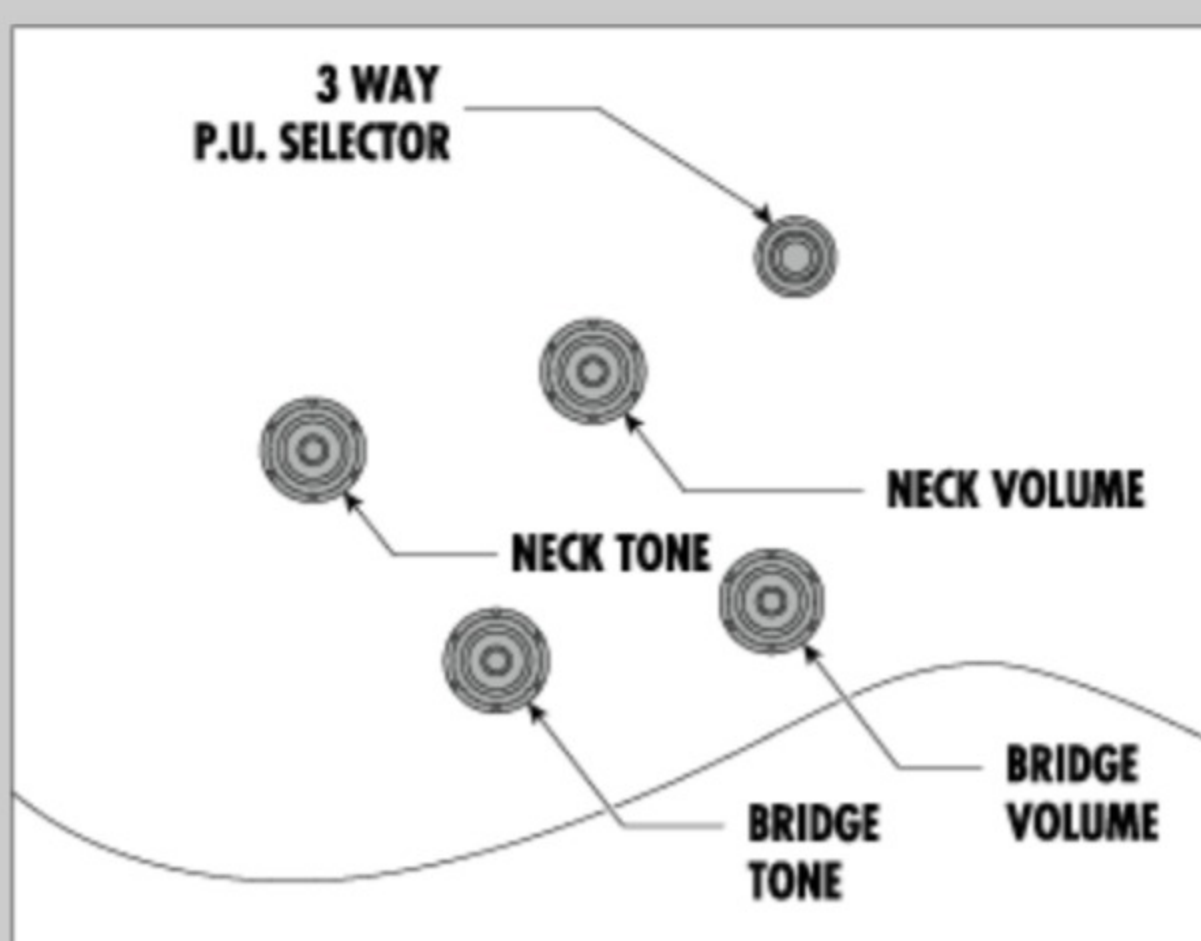 3 WAY
P.U. SELECTOR
NECK VOLUME
NECK TONE
BRIDGE
VOLUME
BRIDGE
TONE